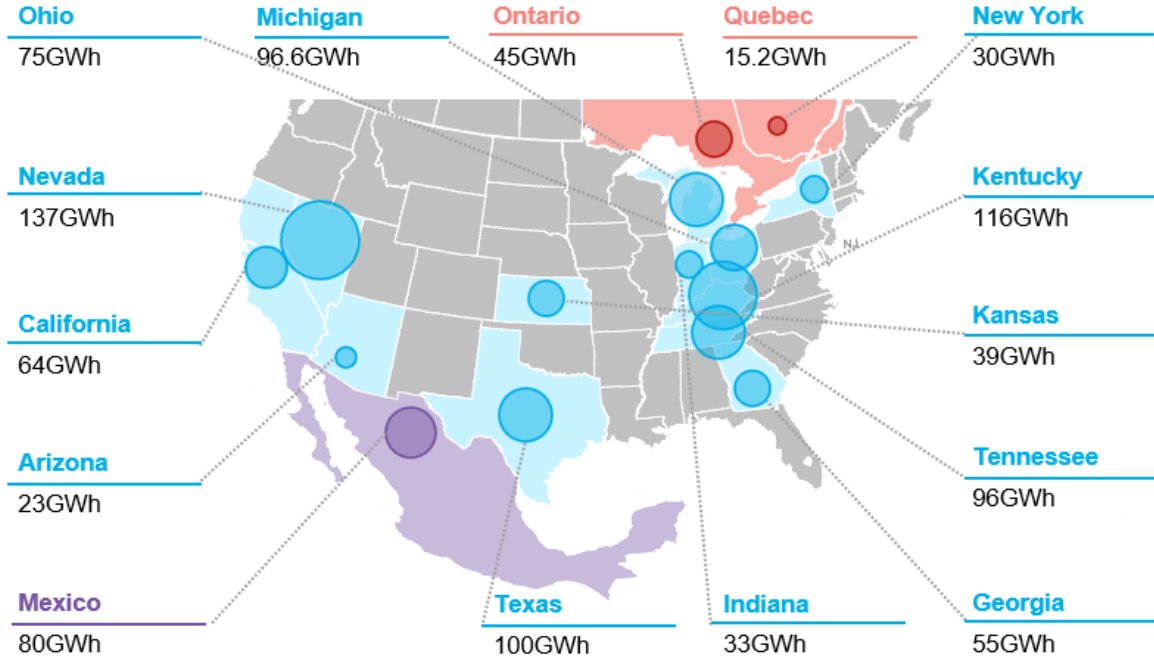 Ohio
75GWh
Michigan
96.6GWh
Ontario
45GWh
Quebec
15.2GWh
New York
30GWh
Nevada
137GWh
Kentucky
116GWh
California
64GWh
Kansas
39GWh
Arizona
23GWh
Tennessee
96GWh
Mexico
80GWh
Texas
100GWh
Indiana
33GWh
Georgia
55GWh
NJ